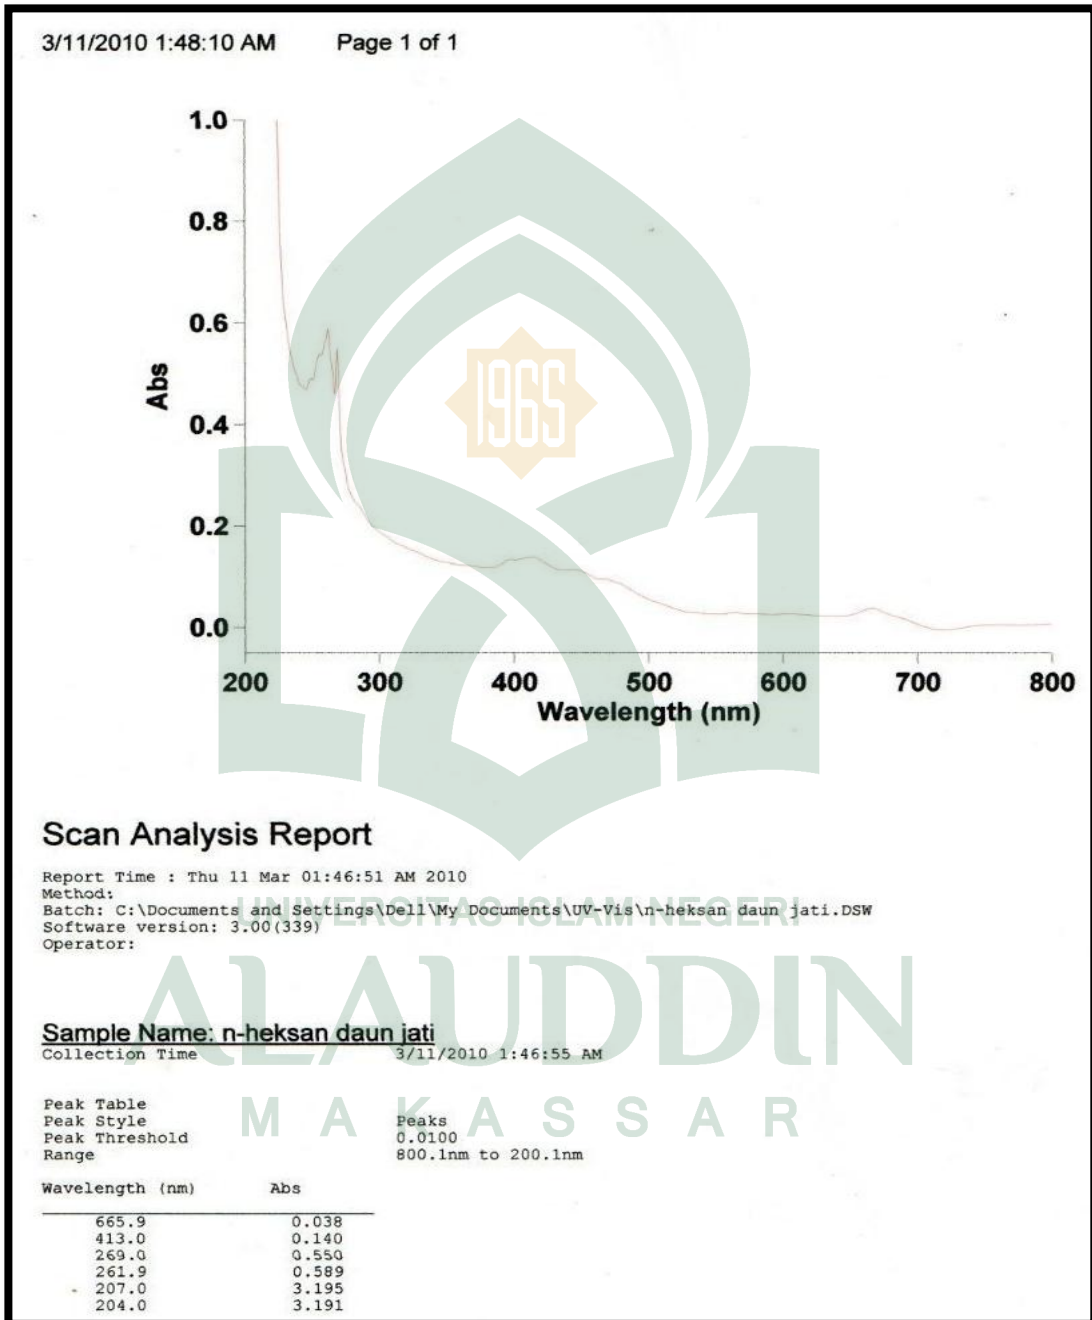 3/11/2010 1:48:10 AM Page 1 of 1
1.0
0.8
0.6
0.4
0.2
0.0
Abs
1965
200 300 400 500 600 700 800
Wavelength (nm)
Scan Analysis Report
Report Time : Thu 11 Mar 01:46:51 AM 2010
Method:
Batch: C:\Documents and Settings\Dell\My Documents\UV-Vis\n-heksan daun jati.DSW
UNIVERSITAS ISLAM NEGERI
Software version: 3.00(339)
Operator:
ALAUDDIN
Sample Name: n-heksan daun jati
Collection Time 3/11/2010 1:46:55 AM
Peak Table
MAKASSAR
Peak Style Peaks
Peak Threshold 0.0100
Range 800.1nm to 200.1nm
Wavelength (nm) Abs
665.9 0.038
413.0 0.140
269.0 0.550
261.9 0.589
207.0 3.195
204.0 3.191